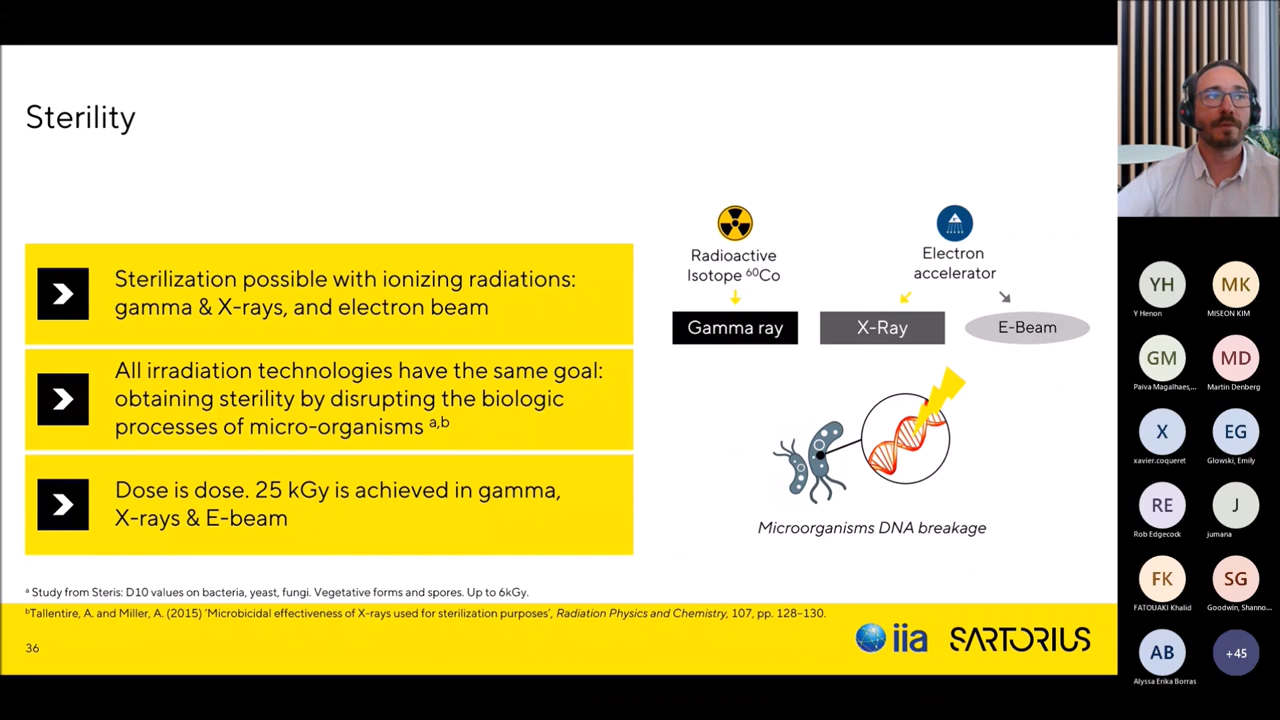 Sterility
Sterilization possible with ionizing radiations:
gamma & X-rays, and electron beam
All irradiation technologies have the same goal:
obtaining sterility by disrupting the biologic
processes of micro-organisms a,b
Dose is dose. 25 kGy is achieved in gamma,
X-rays & E-beam
Radioactive
Isotope ⁶⁰Co
Electron
accelerator
Gamma ray
X-Ray
E-Beam
Microorganisms DNA breakage
a Study from Steris: D10 values on bacteria, yeast, fungi. Vegetative forms and spores. Up to 6kGy.
bTallentire, A. and Miller, A. (2015) 'Microbicidal effectiveness of X-rays used for sterilization purposes', Radiation Physics and Chemistry, 107, pp. 128–130.
36
iia
SARTORIUS
YH
Y Henon
MK
MISEON KIM
GM
Paiva Magalhaes,...
MD
Martin Denberg
X
xavier.coqueret
EG
Glowski, Emily
RE
Rob Edgecock
J
jumana
FK
FATOUAKI Khalid
SG
Goodwin, Shanno...
AB
Alyssa Erika Borras
+45